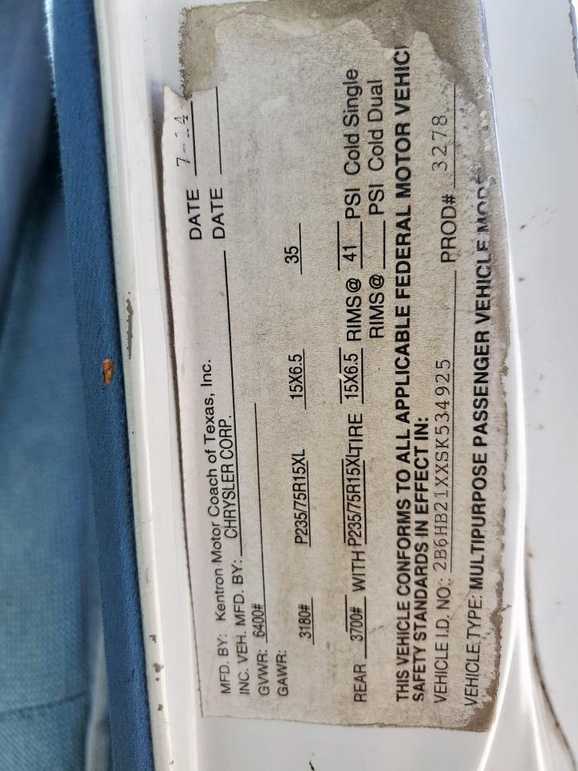 MFD. BY: Kentron Motor Coach of Texas, Inc. DATE 7-14
INC. VEH. MFD. BY: CHRYSLER CORP. DATE
GVWR: 6400#
GAWR:
3180# P235/75R15XL 15X6.5 35
REAR 3700# WITH P235/75R15XL TIRE 15X6.5 RIMS@ 41 PSI Cold Single
RIMS@ PSI Cold Dual
THIS VEHICLE CONFORMS TO ALL APPLICABLE FEDERAL MOTOR VEHIC
SAFETY STANDARDS IN EFFECT IN:
VEHICLE I.D. NO.: 2B6HB21XXSK534925 PROD# 3278
VEHICLE TYPE: MULTIPURPOSE PASSENGER VEHICLE MODE